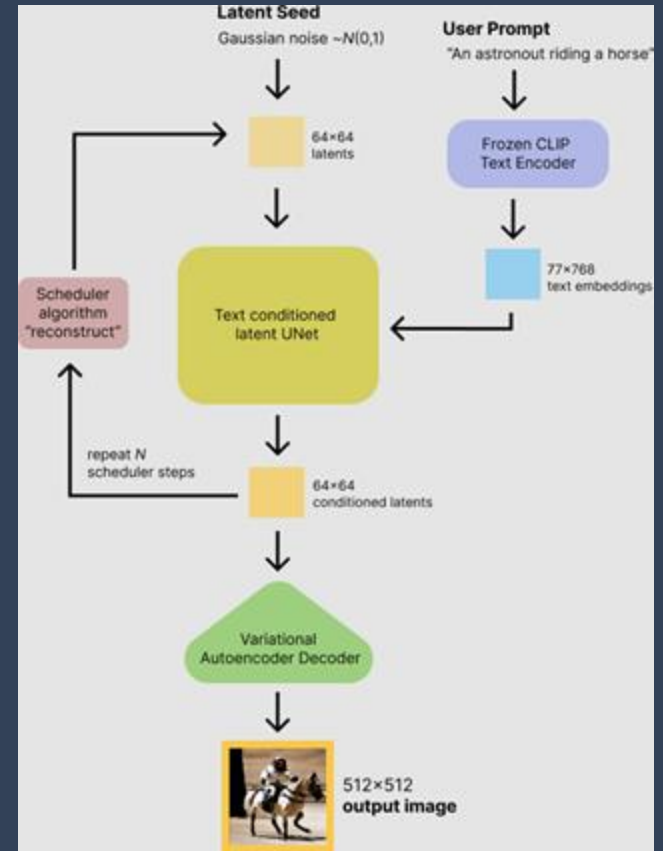 Latent Seed
Gaussian noise ~N(0,1)
User Prompt
"An astronout riding a horse"
64×64
latents
Frozen CLIP
Text Encoder
77×768
text embeddings
Scheduler
algorithm
"reconstruct"
Text conditioned
latent UNet
repeat N
scheduler steps
64×64
conditioned latents
Variational
Autoencoder Decoder
512×512
output image